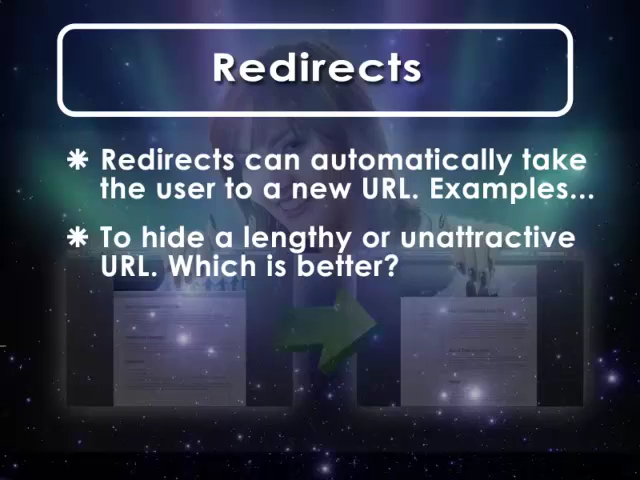 Redirects
⁕ Redirects can automatically take
the user to a new URL. Examples...
⁕ To hide a lengthy or unattractive
URL. Which is better?